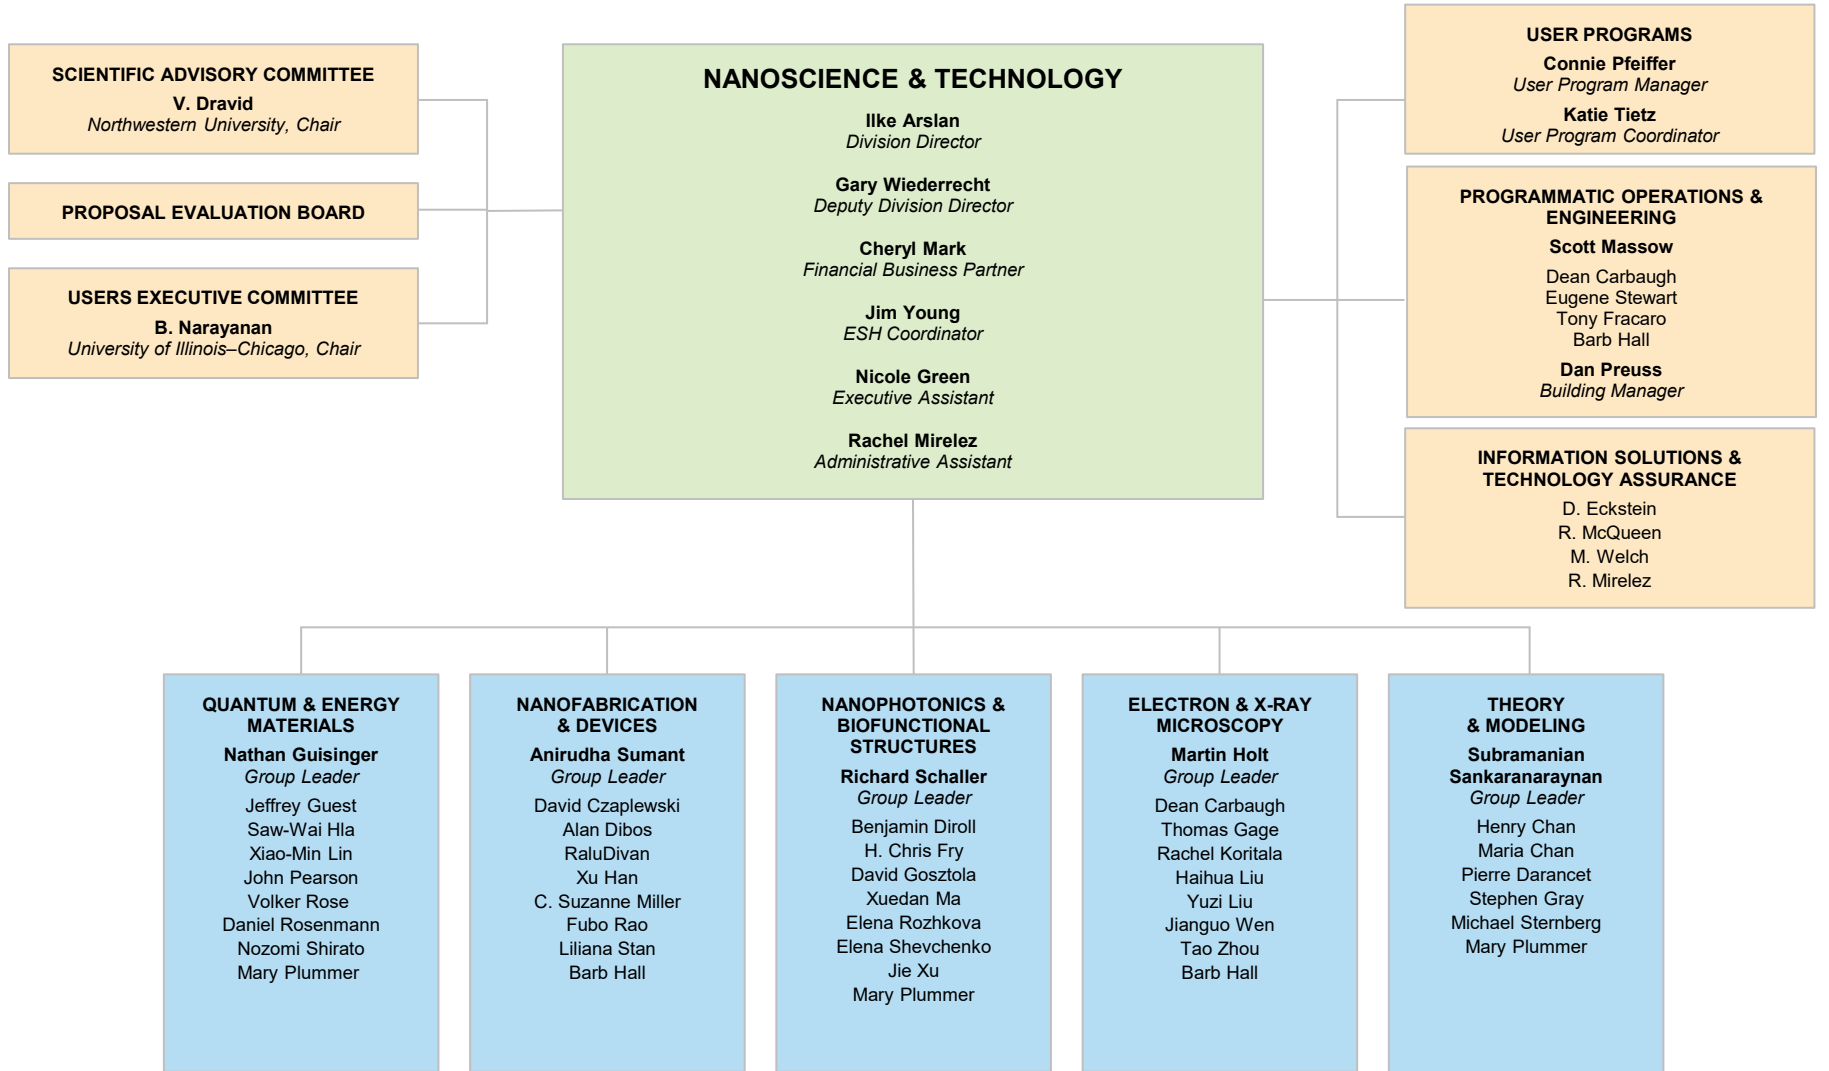 SCIENTIFIC ADVISORY COMMITTEE
V. Dravid
Northwestern University, Chair
PROPOSAL EVALUATION BOARD
USERS EXECUTIVE COMMITTEE
B. Narayanan
University of Illinois–Chicago, Chair
NANOSCIENCE & TECHNOLOGY
Ilke Arslan
Division Director
Gary Wiederrecht
Deputy Division Director
Cheryl Mark
Financial Business Partner
Jim Young
ESH Coordinator
Nicole Green
Executive Assistant
Rachel Mirelez
Administrative Assistant
USER PROGRAMS
Connie Pfeiffer
User Program Manager
Katie Tietz
User Program Coordinator
PROGRAMMATIC OPERATIONS &
ENGINEERING
Scott Massow
Dean Carbaugh
Eugene Stewart
Tony Fracaro
Barb Hall
Dan Preuss
Building Manager
INFORMATION SOLUTIONS &
TECHNOLOGY ASSURANCE
D. Eckstein
R. McQueen
M. Welch
R. Mirelez
QUANTUM & ENERGY
MATERIALS
Nathan Guisinger
Group Leader
Jeffrey Guest
Saw-Wai Hla
Xiao-Min Lin
John Pearson
Volker Rose
Daniel Rosenmann
Nozomi Shirato
Mary Plummer
NANOFABRICATION
& DEVICES
Anirudha Sumant
Group Leader
David Czaplewski
Alan Dibos
RaluDivan
Xu Han
C. Suzanne Miller
Fubo Rao
Liliana Stan
Barb Hall
NANOPHOTONICS &
BIOFUNCTIONAL
STRUCTURES
Richard Schaller
Group Leader
Benjamin Diroll
H. Chris Fry
David Gosztola
Xuedan Ma
Elena Rozhkova
Elena Shevchenko
Jie Xu
Mary Plummer
ELECTRON & X-RAY
MICROSCOPY
Martin Holt
Group Leader
Dean Carbaugh
Thomas Gage
Rachel Koritala
Haihua Liu
Yuzi Liu
Jianguo Wen
Tao Zhou
Barb Hall
THEORY
& MODELING
Subramanian
Sankaranaraynan
Group Leader
Henry Chan
Maria Chan
Pierre Darancet
Stephen Gray
Michael Sternberg
Mary Plummer